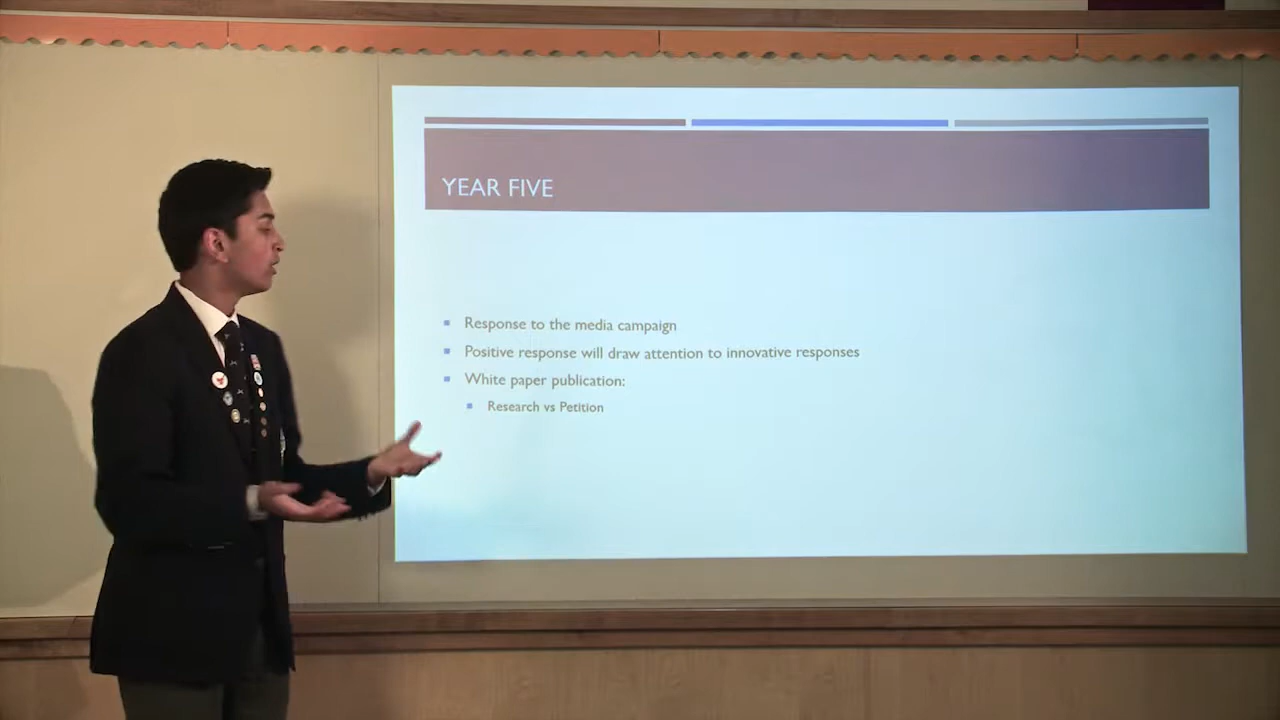 YEAR FIVE
Response to the media campaign
Positive response will draw attention to innovative responses
White paper publication:
Research vs Petition